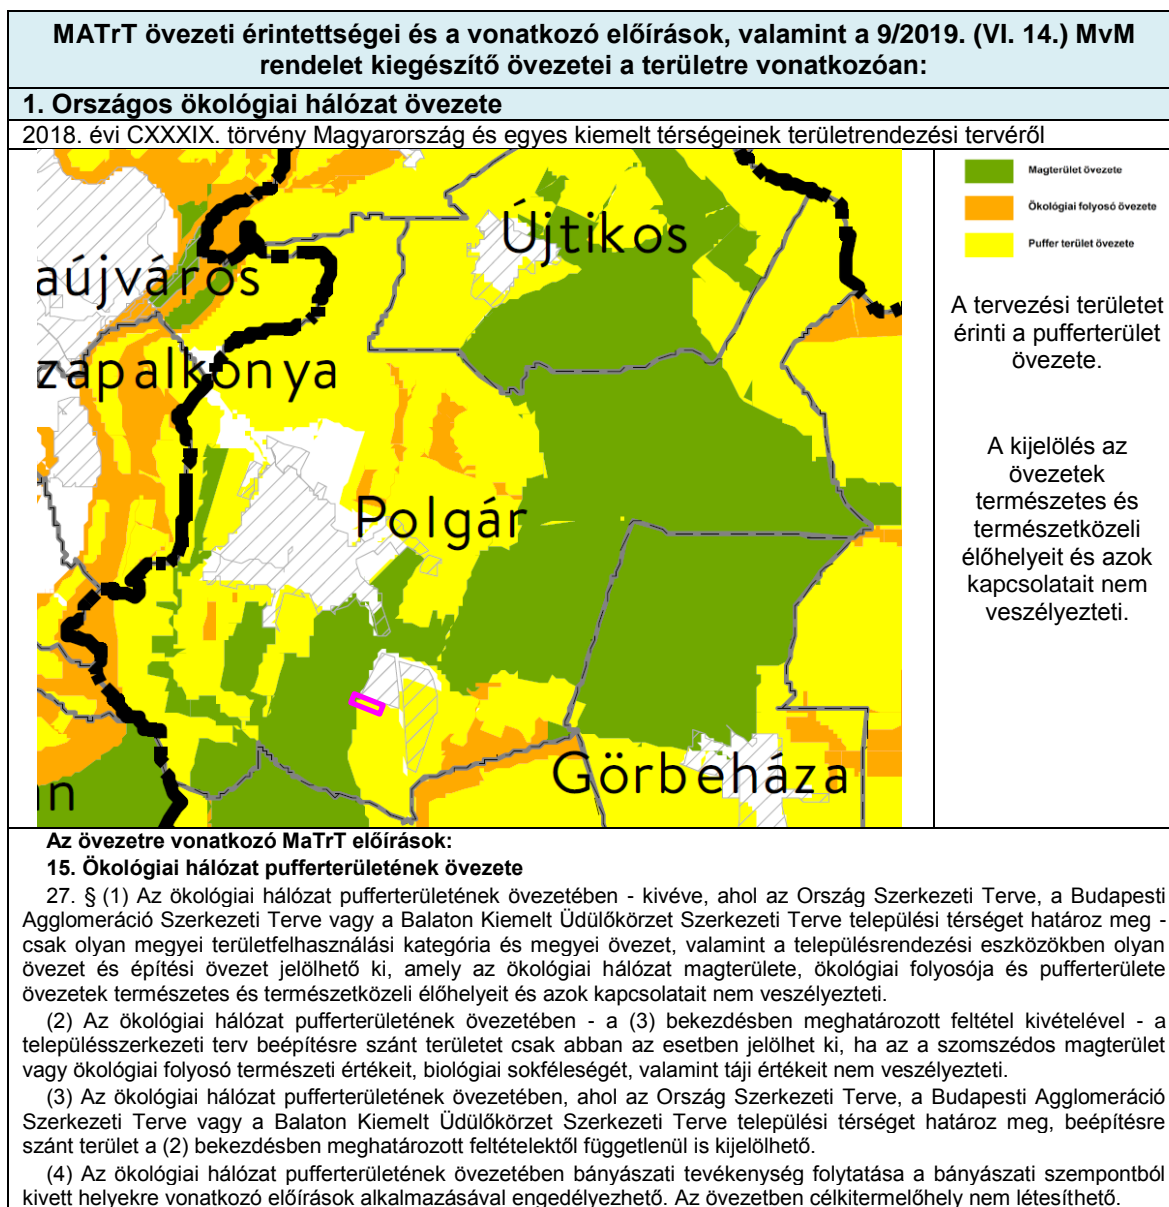 MATrT övezeti érintettségei és a vonatkozó előírások, valamint a 9/2019. (VI. 14.) MvM
rendelet kiegészítő övezetei a területre vonatkozóan:
1. Országos ökológiai hálózat övezete
2018. évi CXXXIX. törvény Magyarország és egyes kiemelt térségeinek területrendezési tervéről
Újtikos
aújváros
zapalkonya
Polgár
Görbeháza
n
Magterület övezete
Ökológiai folyosó övezete
Puffer terület övezete
A tervezési területet
érinti a pufferterület
övezete.
A kijelölés az
övezetek
természetes és
természetközeli
élőhelyeit és azok
kapcsolatait nem
veszélyezteti.
Az övezetre vonatkozó MaTrT előírások:
15. Ökológiai hálózat pufferterületének övezete
27. § (1) Az ökológiai hálózat pufferterületének övezetében - kivéve, ahol az Ország Szerkezeti Terve, a Budapesti
Agglomeráció Szerkezeti Terve vagy a Balaton Kiemelt Üdülőkörzet Szerkezeti Terve települési térséget határoz meg -
csak olyan megyei területfelhasználási kategória és megyei övezet, valamint a településrendezési eszközökben olyan
övezet és építési övezet jelölhető ki, amely az ökológiai hálózat magterülete, ökológiai folyosója és pufferterülete
övezetek természetes és természetközeli élőhelyeit és azok kapcsolatait nem veszélyezteti.
(2) Az ökológiai hálózat pufferterületének övezetében - a (3) bekezdésben meghatározott feltétel kivételével - a
településszerkezeti terv beépítésre szánt területet csak abban az esetben jelölhet ki, ha az a szomszédos magterület
vagy ökológiai folyosó természeti értékeit, biológiai sokféleségét, valamint táji értékeit nem veszélyezteti.
(3) Az ökológiai hálózat pufferterületének övezetében, ahol az Ország Szerkezeti Terve, a Budapesti Agglomeráció
Szerkezeti Terve vagy a Balaton Kiemelt Üdülőkörzet Szerkezeti Terve települési térséget határoz meg, beépítésre
szánt terület a (2) bekezdésben meghatározott feltételektől függetlenül is kijelölhető.
(4) Az ökológiai hálózat pufferterületének övezetében bányászati tevékenység folytatása a bányászati szempontból
kivett helyekre vonatkozó előírások alkalmazásával engedélyezhető. Az övezetben célkitermelőhely nem létesíthető.